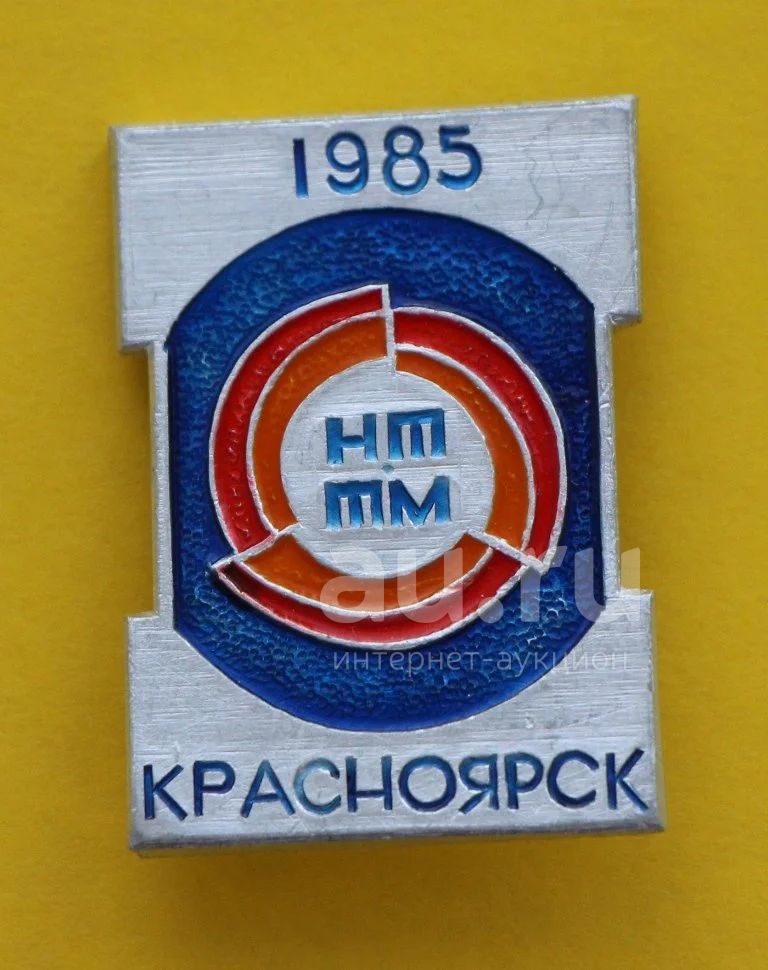 1985
НТ
ТМ
au.ru
интернет-аукцион
КРАСНОЯРСК